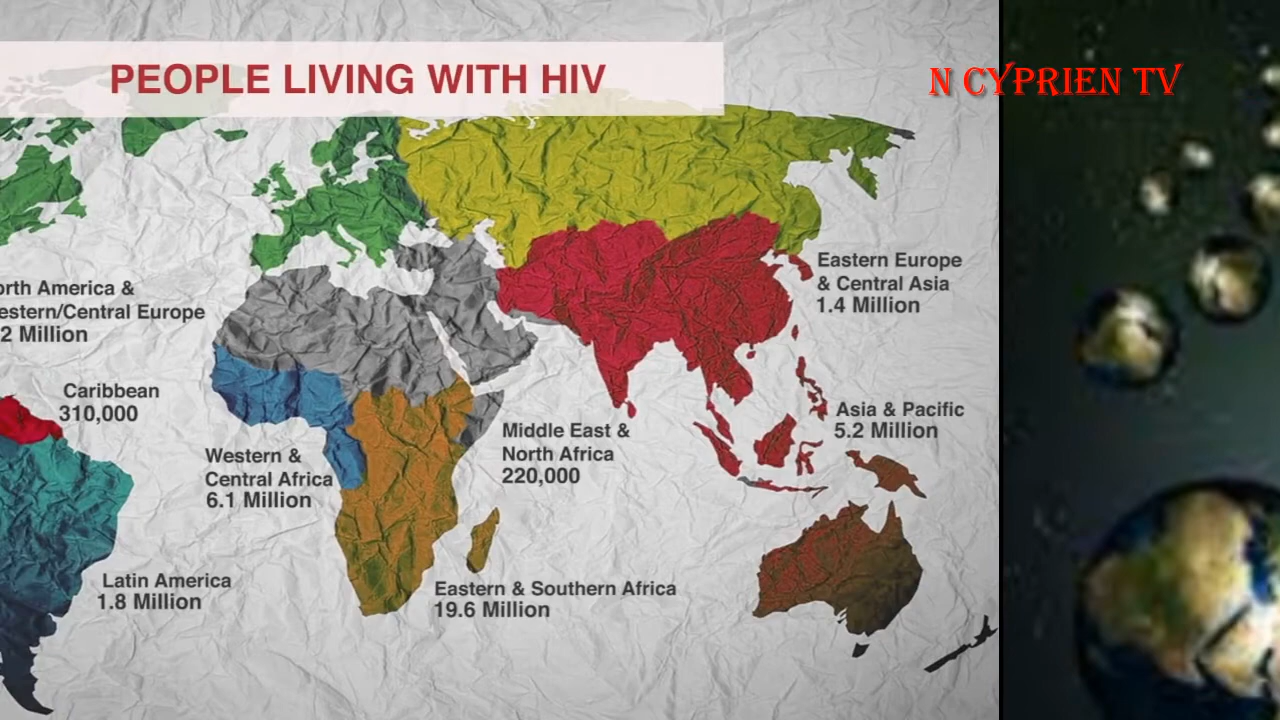 PEOPLE LIVING WITH HIV
N CYPRIEN TV
orth America &
estern/Central Europe
2 Million
Caribbean
310,000
Western &
Central Africa
6.1 Million
Latin America
1.8 Million
Middle East &
North Africa
220,000
Eastern & Southern Africa
19.6 Million
Eastern Europe
& Central Asia
1.4 Million
Asia & Pacific
5.2 Million